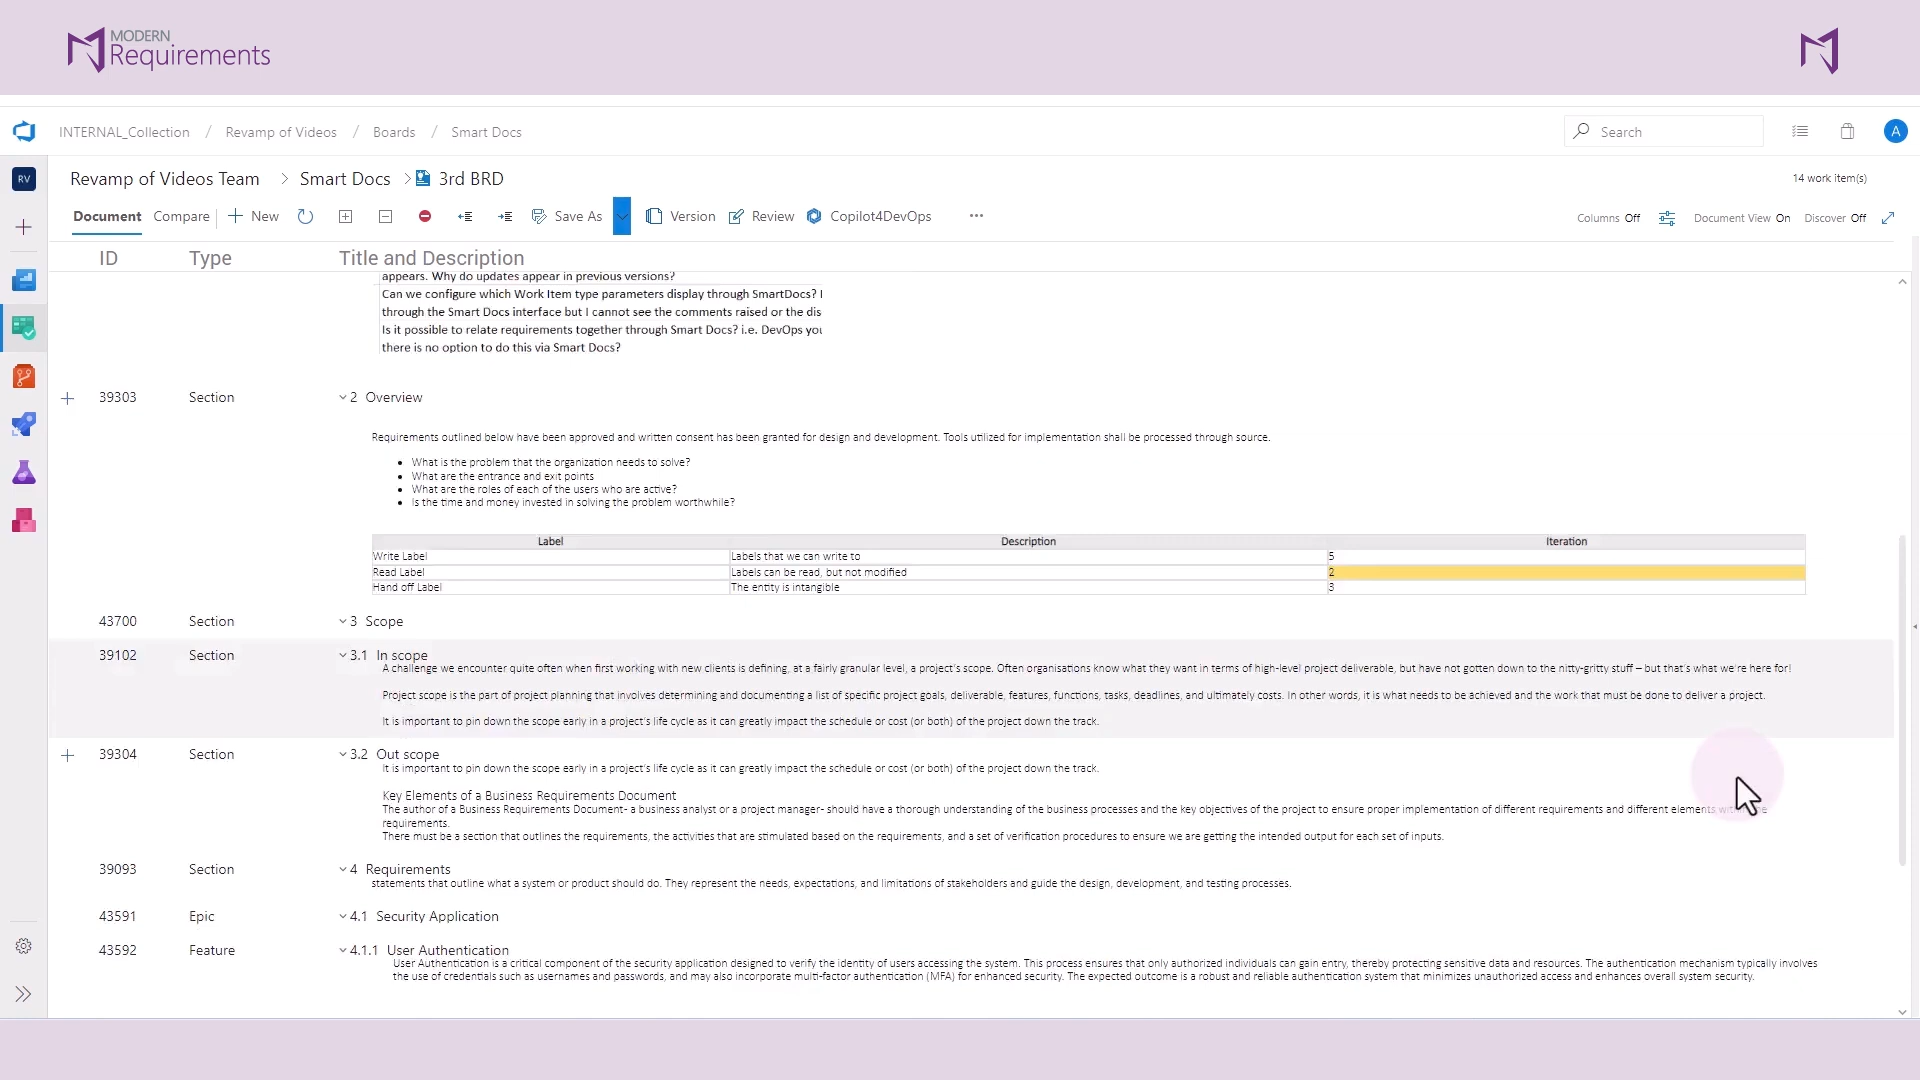 MODERN
Requirements
INTERNAL_Collection / Revamp of Videos / Boards / Smart Docs
Search
A
RV
Revamp of Videos Team > Smart Docs > 3rd BRD
14 work item(s)
Document Compare New Save As Version Review Copilot4DevOps ...
Columns Off Document View On Discover Off
ID Type Title and Description
appears. Why do updates appear in previous versions?
Can we configure which Work Item type parameters display through SmartDocs? I
through the Smart Docs interface but I cannot see the comments raised or the dis
Is it possible to relate requirements together through Smart Docs? i.e. DevOps you
there is no option to do this via Smart Docs?
39303 Section 2 Overview
Requirements outlined below have been approved and written consent has been granted for design and development. Tools utilized for implementation shall be processed through source.
• What is the problem that the organization needs to solve?
• What are the entrance and exit points
• What are the roles of each of the users who are active?
• Is the time and money invested in solving the problem worthwhile?
Label Description Iteration
Write Label Labels that we can write to 5
Read Label Labels can be read, but not modified 2
Hand off Label The entity is intangible 3
43700 Section 3 Scope
39102 Section 3.1 In scope
A challenge we encounter quite often when first working with new clients is defining, at a fairly granular level, a project's scope. Often organisations know what they want in terms of high-level project deliverable, but have not gotten down to the nitty-gritty stuff – but that's what we're here for!
Project scope is the part of project planning that involves determining and documenting a list of specific project goals, deliverable, features, functions, tasks, deadlines, and ultimately costs. In other words, it is what needs to be achieved and the work that must be done to deliver a project.
It is important to pin down the scope early in a project's life cycle as it can greatly impact the schedule or cost (or both) of the project down the track.
39304 Section 3.2 Out scope
It is important to pin down the scope early in a project's life cycle as it can greatly impact the schedule or cost (or both) of the project down the track.
Key Elements of a Business Requirements Document
The author of a Business Requirements Document- a business analyst or a project manager- should have a thorough understanding of the business processes and the key objectives of the project to ensure proper implementation of different requirements and different elements
requirements.
There must be a section that outlines the requirements, the activities that are stimulated based on the requirements, and a set of verification procedures to ensure we are getting the intended output for each set of inputs.
39093 Section 4 Requirements
statements that outline what a system or product should do. They represent the needs, expectations, and limitations of stakeholders and guide the design, development, and testing processes.
43591 Epic 4.1 Security Application
43592 Feature 4.1.1 User Authentication
User Authentication is a critical component of the security application designed to verify the identity of users accessing the system. This process ensures that only authorized individuals can gain entry, thereby protecting sensitive data and resources. The authentication mechanism typically involves
the use of credentials such as usernames and passwords, and may also incorporate multi-factor authentication (MFA) for enhanced security. The expected outcome is a robust and reliable authentication system that minimizes unauthorized access and enhances overall system security.